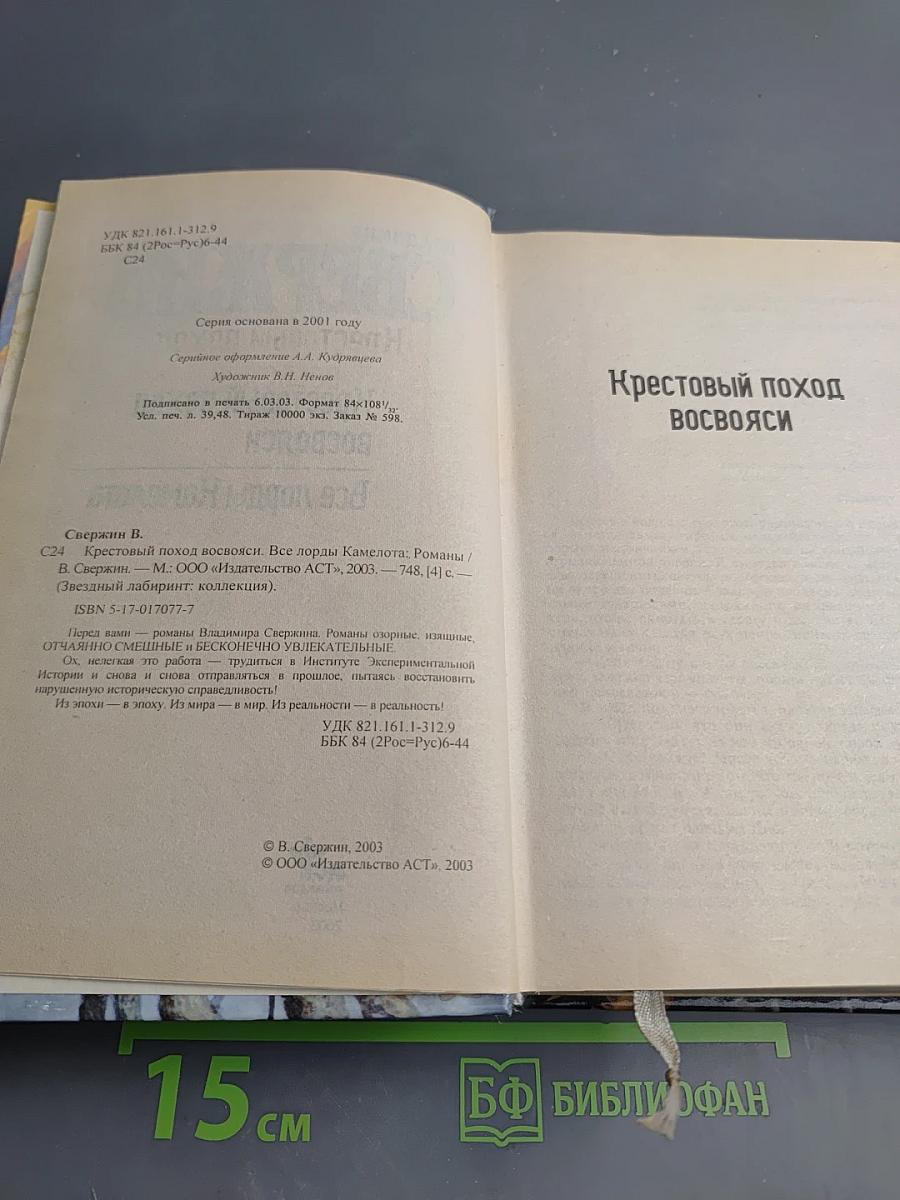 УДК 821.161.1-312.9
ББК 84 (2Рос=Рус)6-44
С24
Серия основана в 2001 году
Серийное оформление А.А. Кудрявцева
Художник В.Н. Ненов
Подписано в печать 6.03.03. Формат 84×108¹/₃₂.
Усл. печ. л. 39,48. Тираж 10000 экз. Заказ № 598.
Свержин В.
С24 Крестовый поход восвояси. Все лорды Камелота: Романы /
В. Свержин. — М.: ООО «Издательство АСТ», 2003. — 748, [4] с. —
(Звездный лабиринт: коллекция).
ISBN 5-17-017077-7
Перед вами — романы Владимира Свержина. Романы озорные, изящные,
ОТЧАЯННО СМЕШНЫЕ и БЕСКОНЕЧНО УВЛЕКАТЕЛЬНЫЕ.
Ох, нелегкая это работа — трудиться в Институте Экспериментальной
Истории и снова и снова отправляться в прошлое, пытаясь восстановить
нарушенную историческую справедливость!
Из эпохи — в эпоху. Из мира — в мир. Из реальности — в реальность!
УДК 821.161.1-312.9
ББК 84 (2Рос=Рус)6-44
© В. Свержин, 2003
© ООО «Издательство АСТ», 2003
Крестовый поход
восвояси
15 см
БФ БИБЛИОФАН